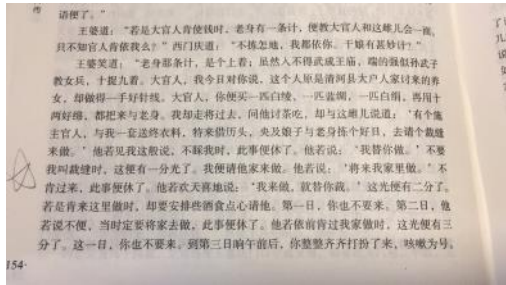 语便了。”
王婆道：“若是大官人肯使钱时，老身有一条计，便教大官人和这雌儿会一面。
只不知官人肯依我么？”西门庆道：“不拣怎地，我都依你。干娘有甚妙计？”
王婆笑道：“老身那条计，是个上着；虽然入不得武成王庙，端的强似孙武子
教女兵，十捉九着。大官人，我今日对你说，这个人原是清河县大户人家讨来的养
女，却做得一手好针线。大官人，你便买一匹白绫，一匹蓝绸，一匹白绢，再用十
两好绵，都把来与老身。我却走将过去，问他讨茶吃，却与这雌儿说道：‘有个施
主官人，与我一套送终衣料，特来借历头，央及娘子与老身拣个好日，去请个裁缝
来做。’他若见我这般说，不睬我时，此事便休了。他若说：‘我替你做。’不要
我叫裁缝时，这便有一分光了。我便请他家来做。他若说：‘将来我家里做。’不
肯过来，此事便休了。他若欢天喜地说：‘我来做，就替你裁。’这光便有二分了。
若是肯来这里做时，却要安排些酒食点心请他。第一日，你也不要来。第二日，他
若说不便，当时定要将家去做，此事便休了。他若依前肯过我家做时，这光便有三
分了。这一日，你也不要来。到第三日晌午前后，你整整齐齐打扮了来，咳嗽为号。
154·